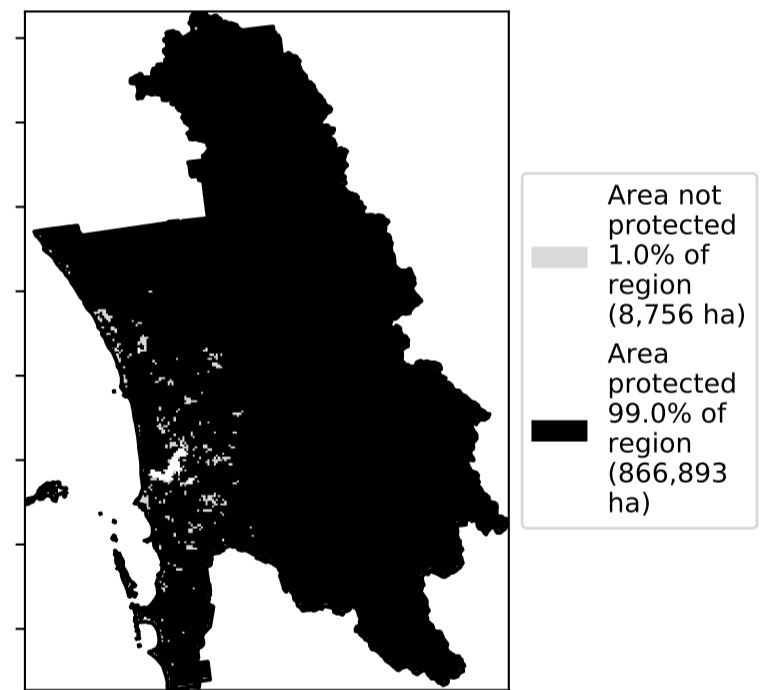 Area not
protected
1.0% of
region
(8,756 ha)
Area
protected
99.0% of
region
(866,893
ha)